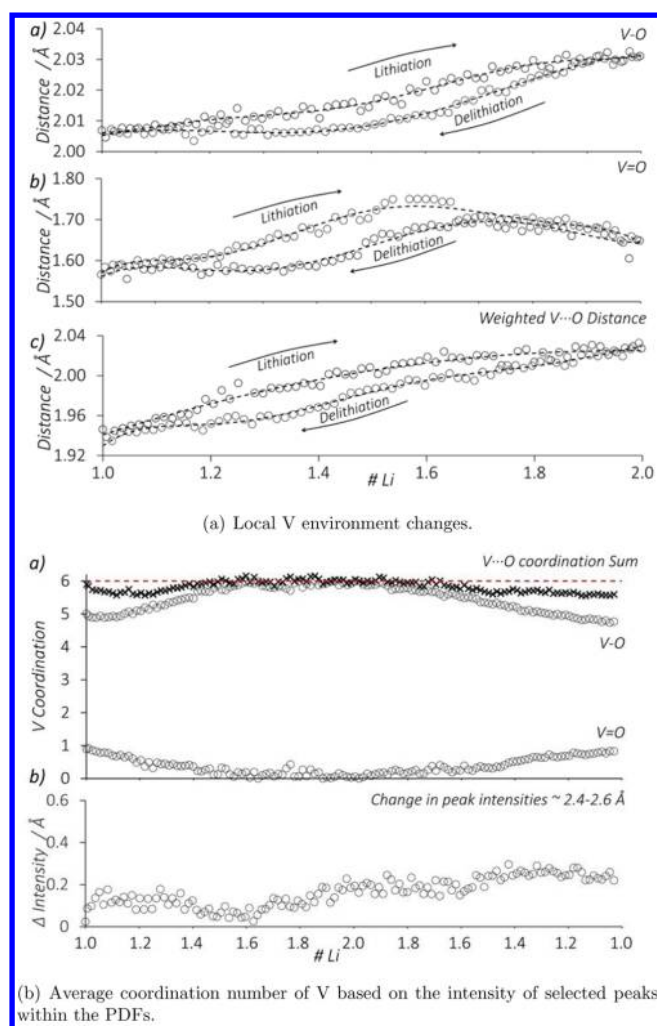 a)
V-O
2.04
2.03
2.02
2.01
2.00
Distance / Å
Lithiation
Delithiation
b)
V=O
1.80
1.70
1.60
1.50
Distance / Å
Lithiation
Delithiation
c)
Weighted V···O Distance
2.04
2.00
1.96
1.92
Distance / Å
Lithiation
Delithiation
1.0 1.2 1.4 1.6 1.8 2.0
# Li
(a) Local V environment changes.
a)
V···O coordination Sum
6
5
4
3
2
1
0
V Coordination
V-O
V=O
b)
Change in peak intensities ~ 2.4-2.6 Å
0.6
0.4
0.2
0
Δ Intensity / Å
1.0 1.2 1.4 1.6 1.8 2.0 1.8 1.6 1.4 1.2 1.0
# Li
(b) Average coordination number of V based on the intensity of selected peaks
within the PDFs.